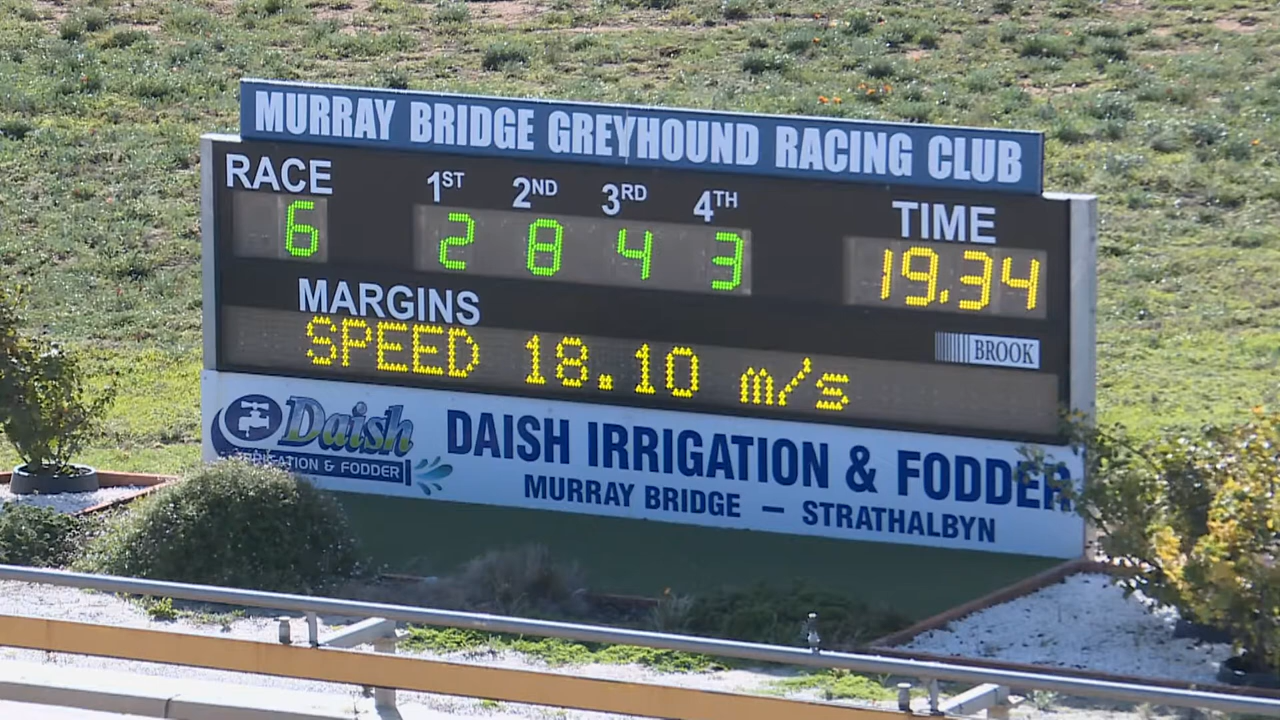 MURRAY BRIDGE GREYHOUND RACING CLUB
RACE 1ST 2ND 3RD 4TH TIME
6 2 8 4 3 19.34
MARGINS
BROOK
SPEED 18.10 m/s
Daish
IRRIGATION & FODDER
DAISH IRRIGATION & FODDER
MURRAY BRIDGE – STRATHALBYN